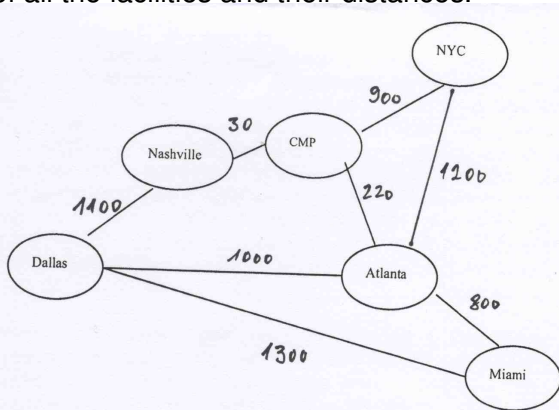 of all the facilities and their distances.
NYC
900
30
CMP
Nashville
220
1200
1100
1000
Dallas
Atlanta
800
1300
Miami